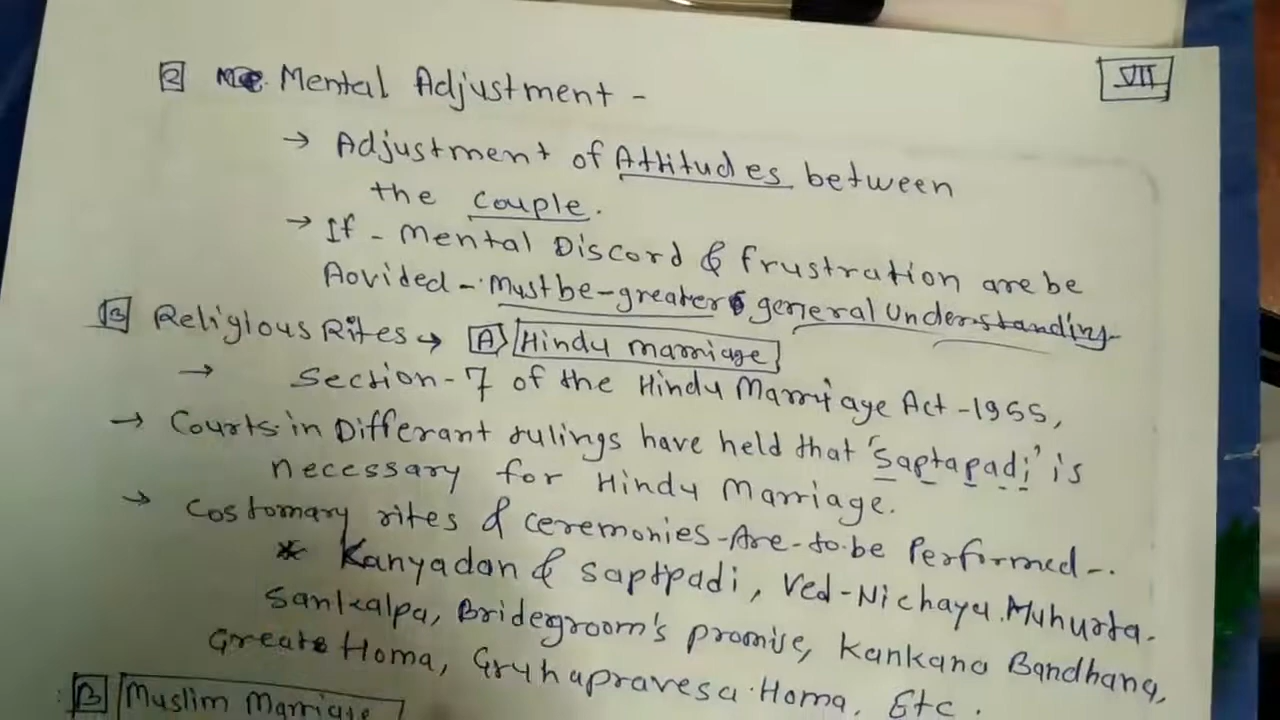 VII
2 Mental Adjustment -
→ Adjustment of Attitudes between
the couple.
→ If - Mental Discord & frustration are be
Aovided - Must be - greater general Understanding
3 Religious Rites → A Hindu marriage
→ Section-7 of the Hindu Marriage Act -1955,
→ Courts in Differant rulings have held that 'Saptapadi' is
necessary for Hindu Marriage.
→ Costomary rites & ceremonies - Are - to be Performed -.
* Kanyadan & saptpadi, Ved-Nichaya Muhurta.
Sankalpa, Bridegroom's promise, Kankana Bandhana,
Greate Homa, Gruhapravesa Homa, Etc.
B Muslim Marriage